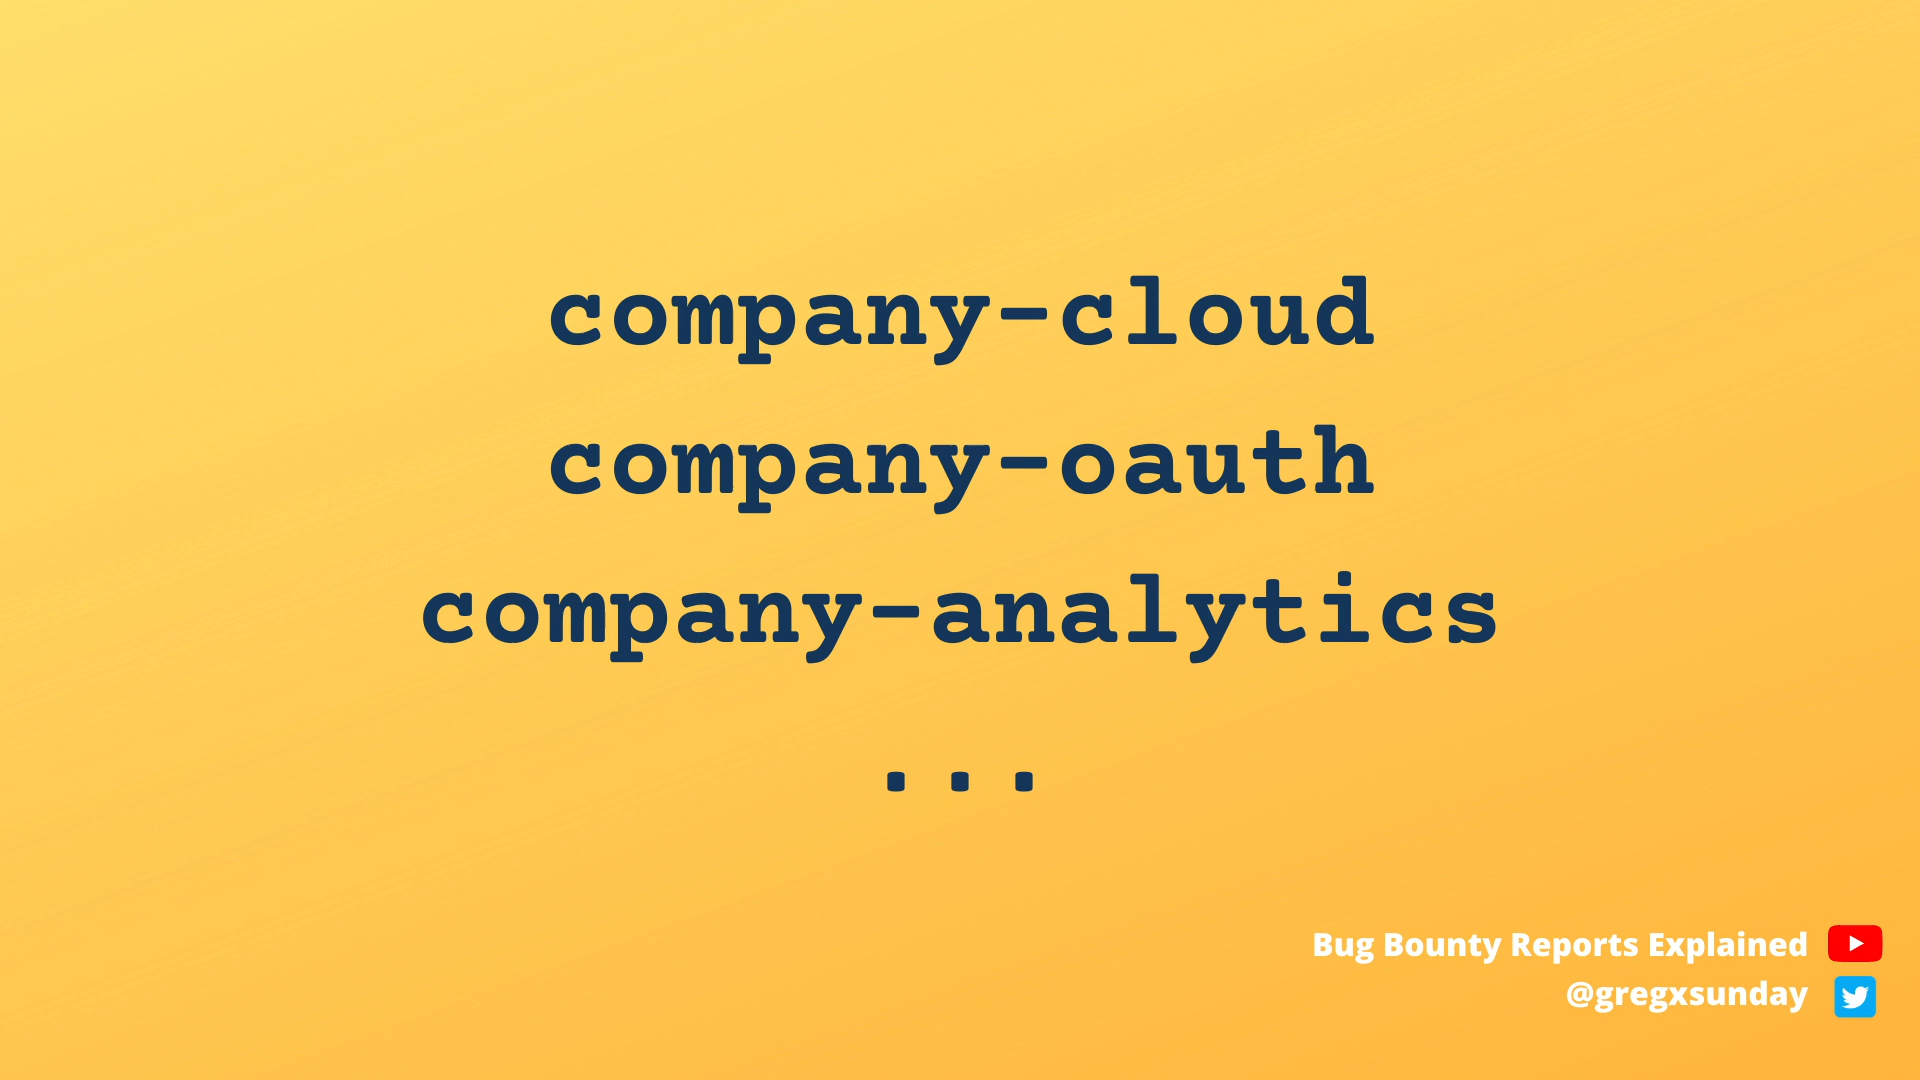 company-cloud
company-oauth
company-analytics
...
Bug Bounty Reports Explained
@gregxsunday